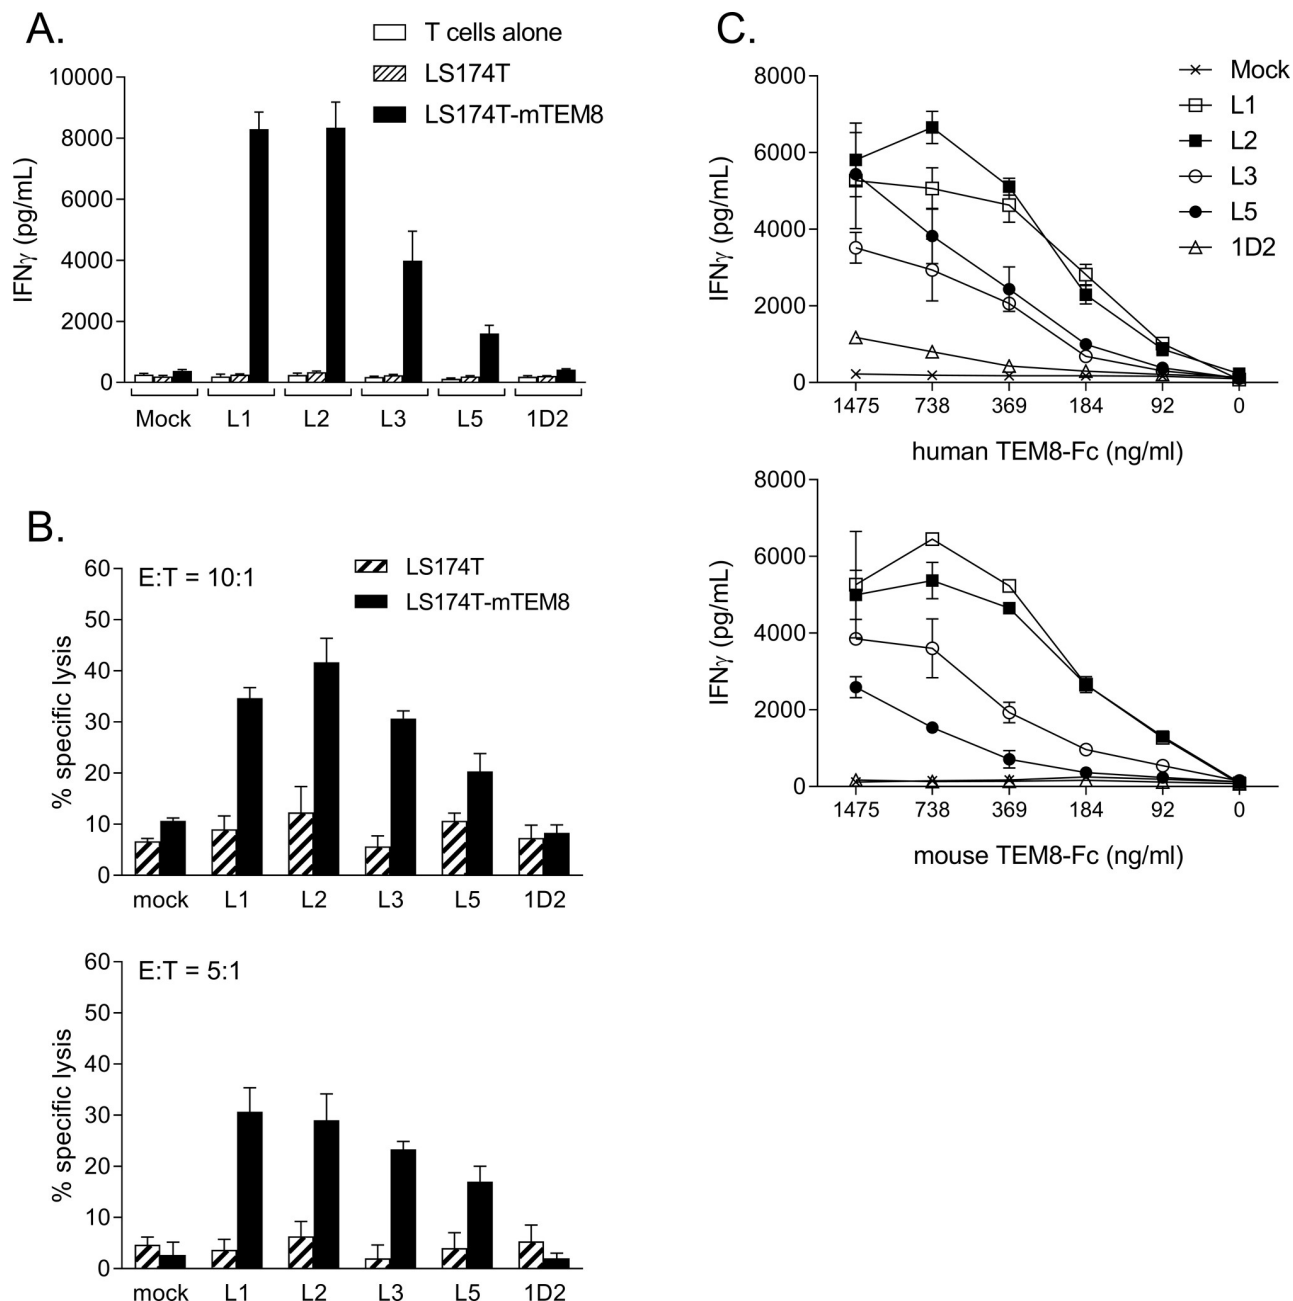 A.
T cells alone
LS174T
LS174T-mTEM8
IFNγ (pg/mL)
10000
8000
6000
4000
2000
0
Mock L1 L2 L3 L5 1D2
B.
E:T = 10:1
LS174T
LS174T-mTEM8
% specific lysis
60
50
40
30
20
10
0
mock L1 L2 L3 L5 1D2
E:T = 5:1
% specific lysis
60
50
40
30
20
10
0
mock L1 L2 L3 L5 1D2
C.
Mock
L1
L2
L3
L5
1D2
IFNγ (pg/mL)
8000
6000
4000
2000
0
1475 738 369 184 92 0
human TEM8-Fc (ng/ml)
IFNγ (pg/mL)
8000
6000
4000
2000
0
1475 738 369 184 92 0
mouse TEM8-Fc (ng/ml)